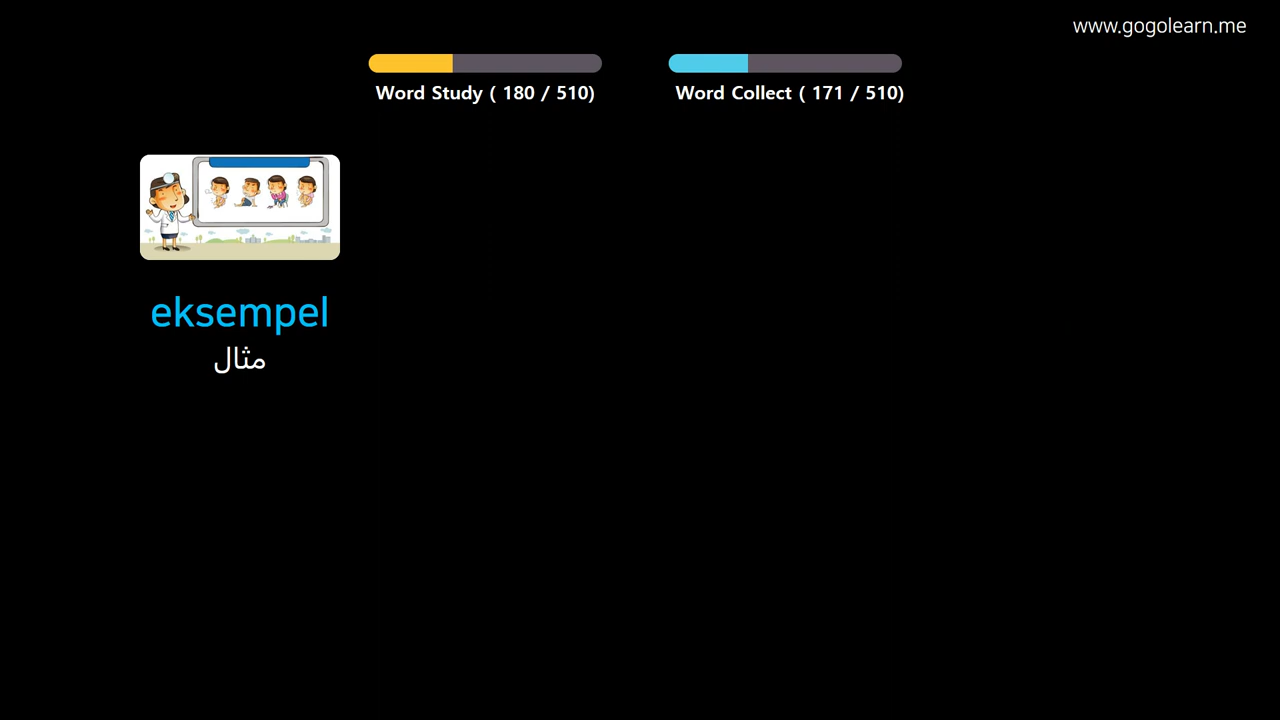 www.gogolearn.me
Word Study ( 180 / 510)
Word Collect ( 171 / 510)
eksempel
مثال